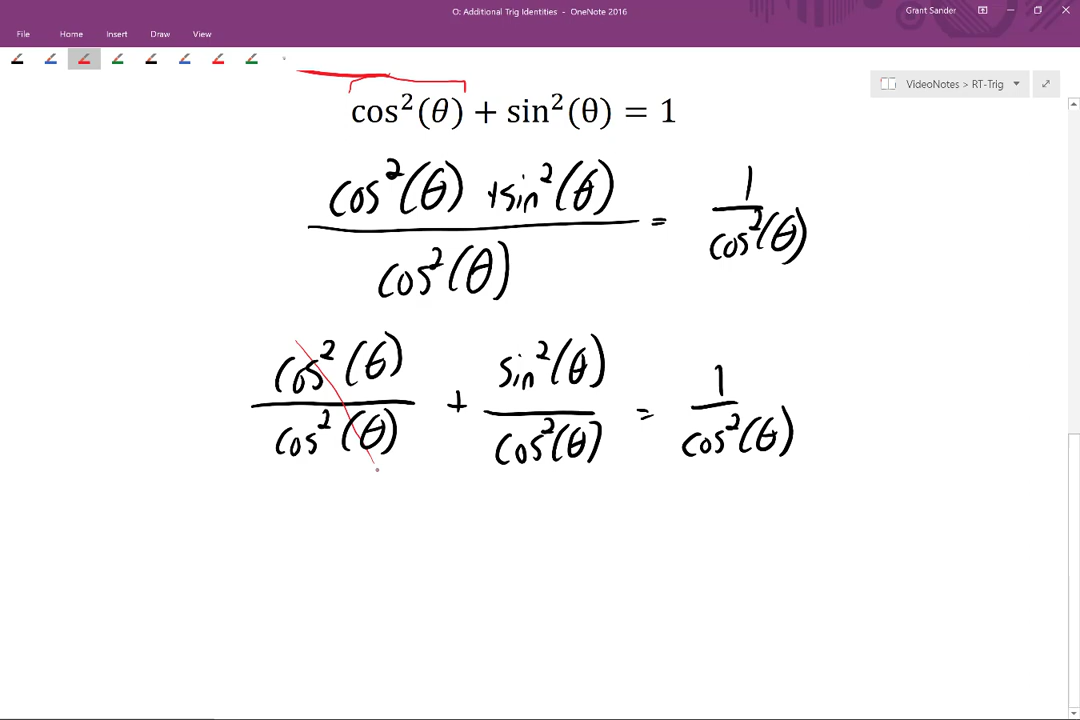 O: Additional Trig Identities - OneNote 2016
Grant Sander
File Home Insert Draw View
VideoNotes > RT-Trig
cos²(θ) + sin²(θ) = 1
cos²(θ) + sin²(θ) / cos²(θ) = 1 / cos²(θ)
cos²(θ) / cos²(θ) + sin²(θ) / cos²(θ) = 1 / cos²(θ)